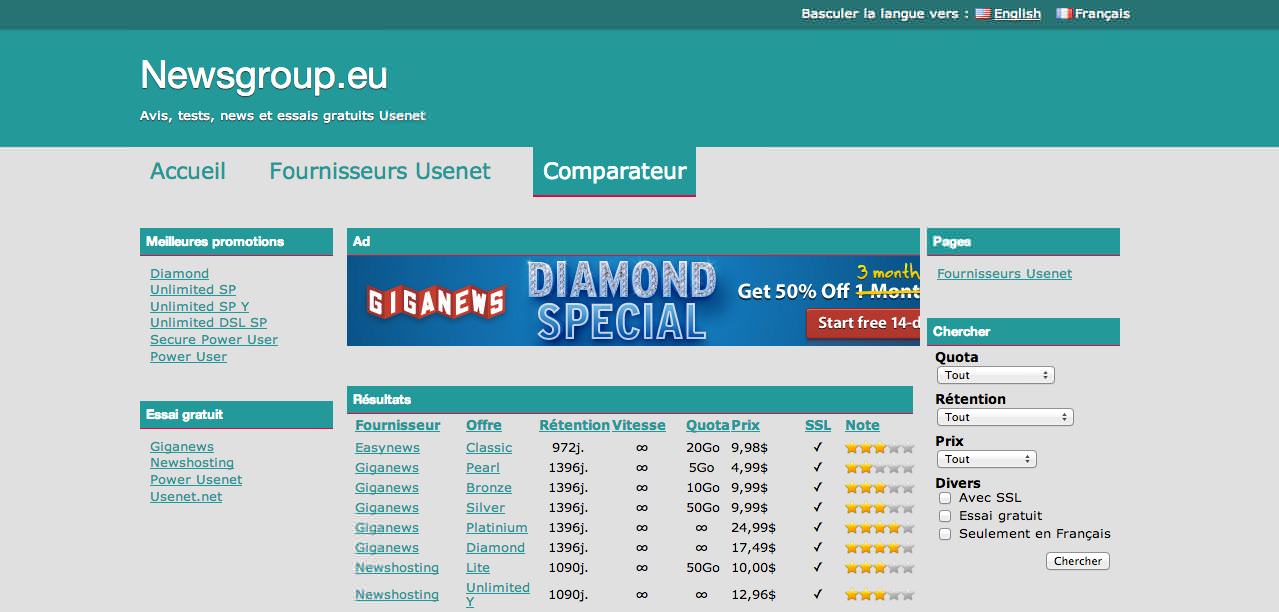 Basculer la langue vers : English Français
Newsgroup.eu
Avis, tests, news et essais gratuits Usenet
Accueil Fournisseurs Usenet Comparateur
Meilleures promotions
Diamond
Unlimited SP
Unlimited SP Y
Unlimited DSL SP
Secure Power User
Power User
Essai gratuit
Giganews
Newshosting
Power Usenet
Usenet.net
Ad
GIGANEWS
DIAMOND
SPECIAL
3 month
Get 50% Off 1 Mont
Start free 14-d
Résultats
Fournisseur Offre Rétention Vitesse Quota Prix SSL Note
Easynews Classic 972j. ∞ 20Go 9,98$ ✓
Giganews Pearl 1396j. ∞ 5Go 4,99$ ✓
Giganews Bronze 1396j. ∞ 10Go 9,99$ ✓
Giganews Silver 1396j. ∞ 50Go 9,99$ ✓
Giganews Platinium 1396j. ∞ ∞ 24,99$ ✓
Giganews Diamond 1396j. ∞ ∞ 17,49$ ✓
Newshosting Lite 1090j. ∞ 50Go 10,00$ ✓
Newshosting Unlimited Y 1090j. ∞ ∞ 12,96$ ✓
Pages
Fournisseurs Usenet
Chercher
Quota
Tout
Rétention
Tout
Prix
Tout
Divers
Avec SSL
Essai gratuit
Seulement en Français
Chercher